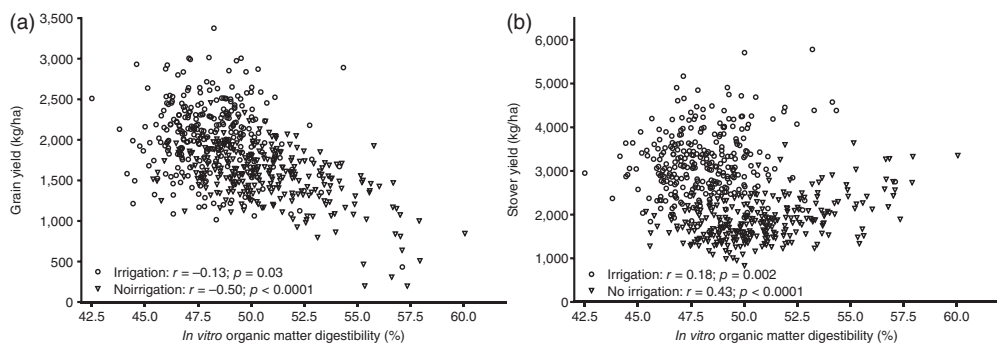 (a)
3,500
3,000
2,500
2,000
1,500
1,000
500
0
Grain yield (kg/ha)
Irrigation: r = –0.13; p = 0.03
Noirrigation: r = –0.50; p < 0.0001
42.5 45.0 47.5 50.0 52.5 55.0 57.5 60.0
In vitro organic matter digestibility (%)
(b)
6,000
5,000
4,000
3,000
2,000
1,000
0
Stover yield (kg/ha)
Irrigation: r = 0.18; p = 0.002
No irrigation: r = 0.43; p < 0.0001
42.5 45.0 47.5 50.0 52.5 55.0 57.5 60.0
In vitro organic matter digestibility (%)